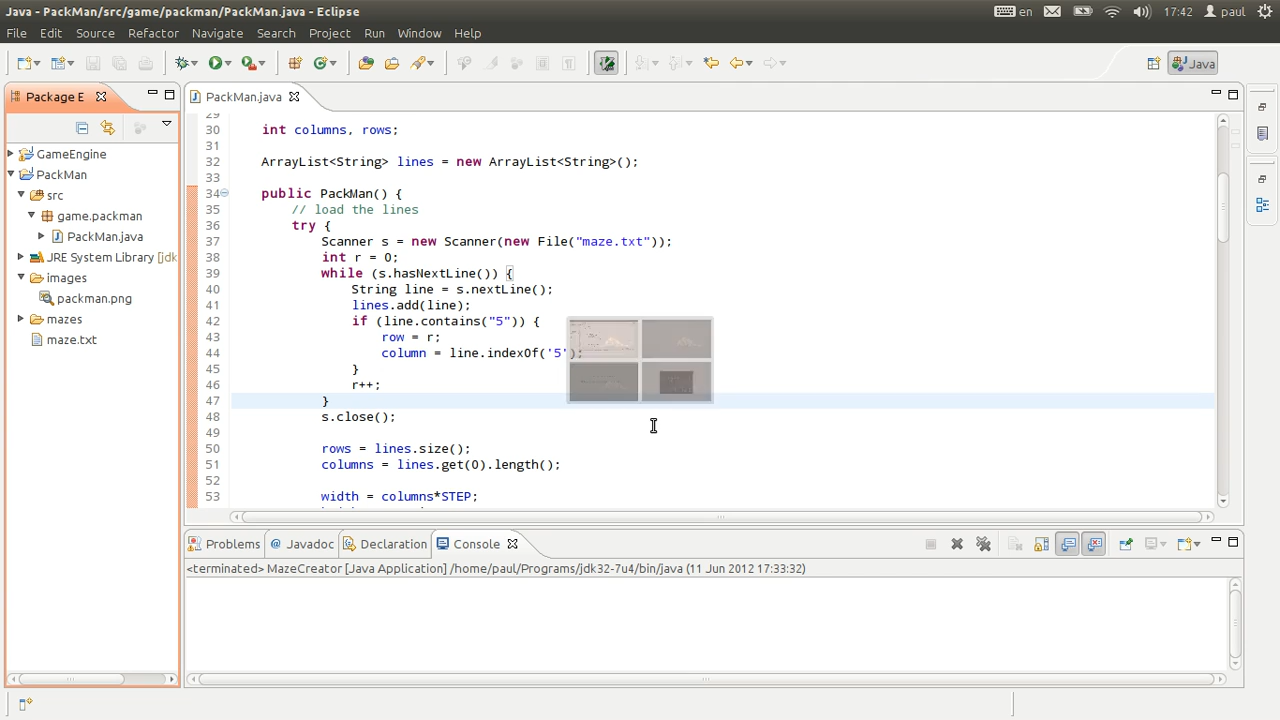 Java - PackMan/src/game/packman/PackMan.java - Eclipse
en
17:42
paul
File Edit Source Refactor Navigate Search Project Run Window Help
Java
Package E
PackMan.java
GameEngine
PackMan
src
game.packman
PackMan.java
JRE System Library [jdk
images
packman.png
mazes
maze.txt
29
30 int columns, rows;
31
32 ArrayList<String> lines = new ArrayList<String>();
33
34 public PackMan() {
35 // load the lines
36 try {
37 Scanner s = new Scanner(new File("maze.txt"));
38 int r = 0;
39 while (s.hasNextLine()) {
40 String line = s.nextLine();
41 lines.add(line);
42 if (line.contains("5")) {
43 row = r;
44 column = line.indexOf('5');
45 }
46 r++;
47 }
48 s.close();
49
50 rows = lines.size();
51 columns = lines.get(0).length();
52
53 width = columns*STEP;
Problems @ Javadoc Declaration Console
<terminated> MazeCreator [Java Application] /home/paul/Programs/jdk32-7u4/bin/java (11 Jun 2012 17:33:32)